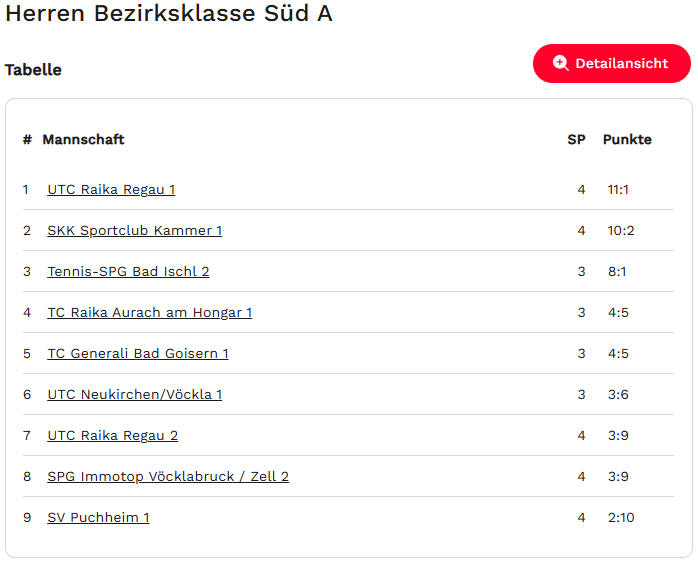 Herren Bezirksklasse Süd A
Tabelle
Detailansicht
# Mannschaft SP Punkte
1 UTC Raika Regau 1 4 11:1
2 SKK Sportclub Kammer 1 4 10:2
3 Tennis-SPG Bad Ischl 2 3 8:1
4 TC Raika Aurach am Hongar 1 3 4:5
5 TC Generali Bad Goisern 1 3 4:5
6 UTC Neukirchen/Vöckla 1 3 3:6
7 UTC Raika Regau 2 4 3:9
8 SPG Immotop Vöcklabruck / Zell 2 4 3:9
9 SV Puchheim 1 4 2:10